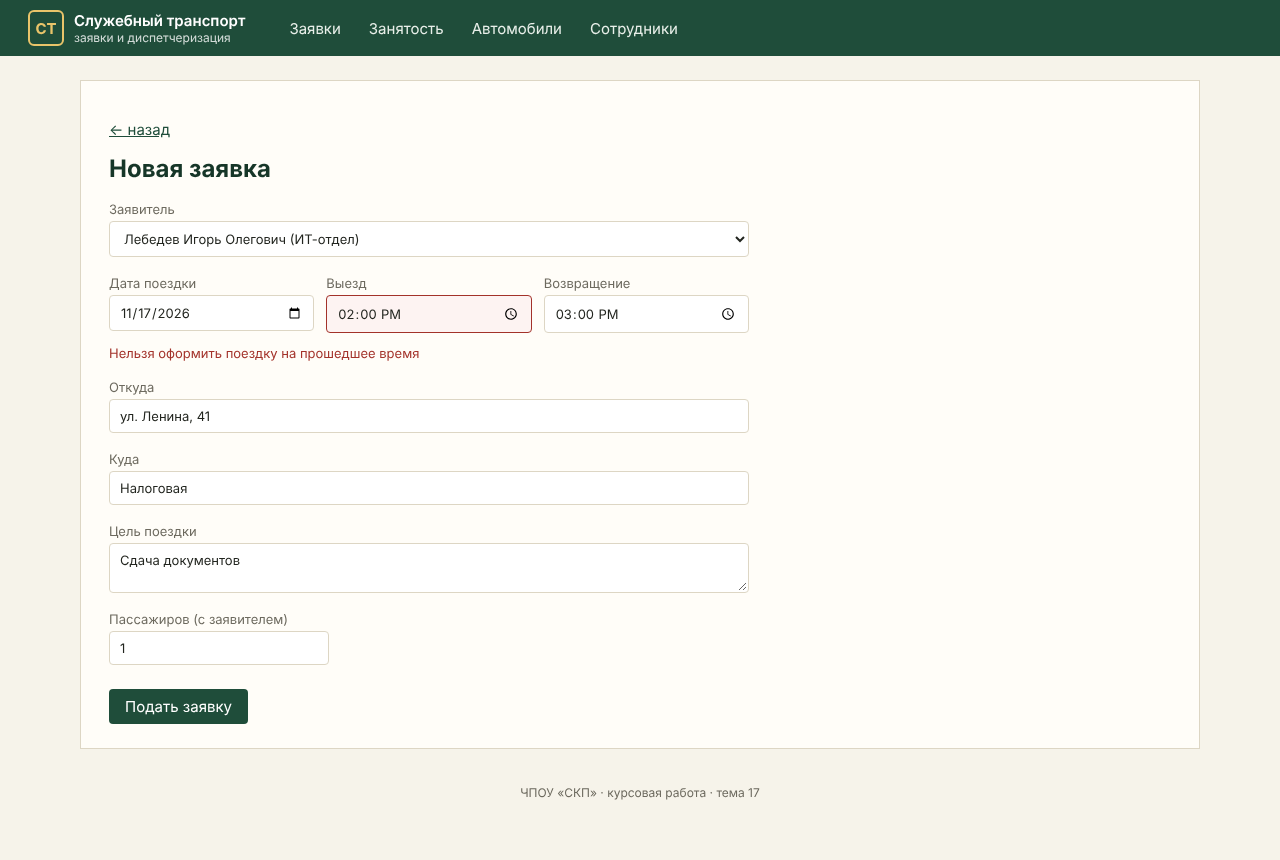 СТ
Служебный транспорт
заявки и диспетчеризация
Заявки
Занятость
Автомобили
Сотрудники
← назад
Новая заявка
Заявитель
Лебедев Игорь Олегович (ИТ-отдел)
Дата поездки
Выезд
Возвращение
11/17/2026
02:00 PM
03:00 PM
Нельзя оформить поездку на прошедшее время
Откуда
ул. Ленина, 41
Куда
Налоговая
Цель поездки
Сдача документов
Пассажиров (с заявителем)
1
Подать заявку
ЧПОУ «СКП» · курсовая работа · тема 17